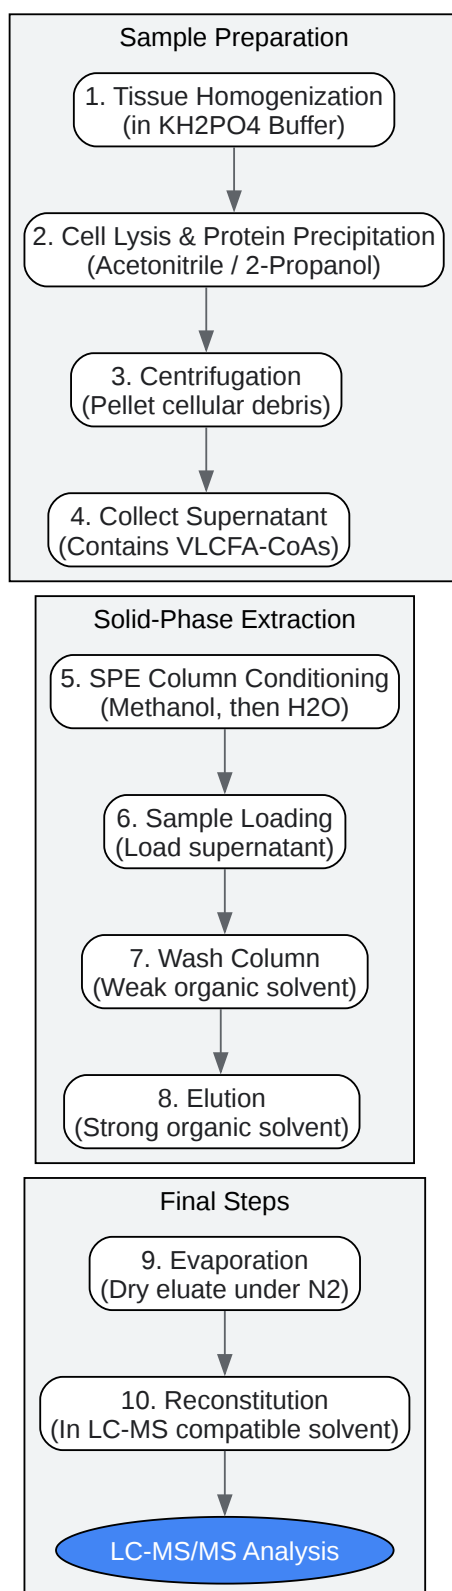 Sample Preparation
1. Tissue Homogenization
(in KH2PO4 Buffer)
2. Cell Lysis & Protein Precipitation
(Acetonitrile / 2-Propanol)
3. Centrifugation
(Pellet cellular debris)
4. Collect Supernatant
(Contains VLCFA-CoAs)
Solid-Phase Extraction
5. SPE Column Conditioning
(Methanol, then H2O)
6. Sample Loading
(Load supernatant)
7. Wash Column
(Weak organic solvent)
8. Elution
(Strong organic solvent)
Final Steps
9. Evaporation
(Dry eluate under N2)
10. Reconstitution
(In LC-MS compatible solvent)
LC-MS/MS Analysis